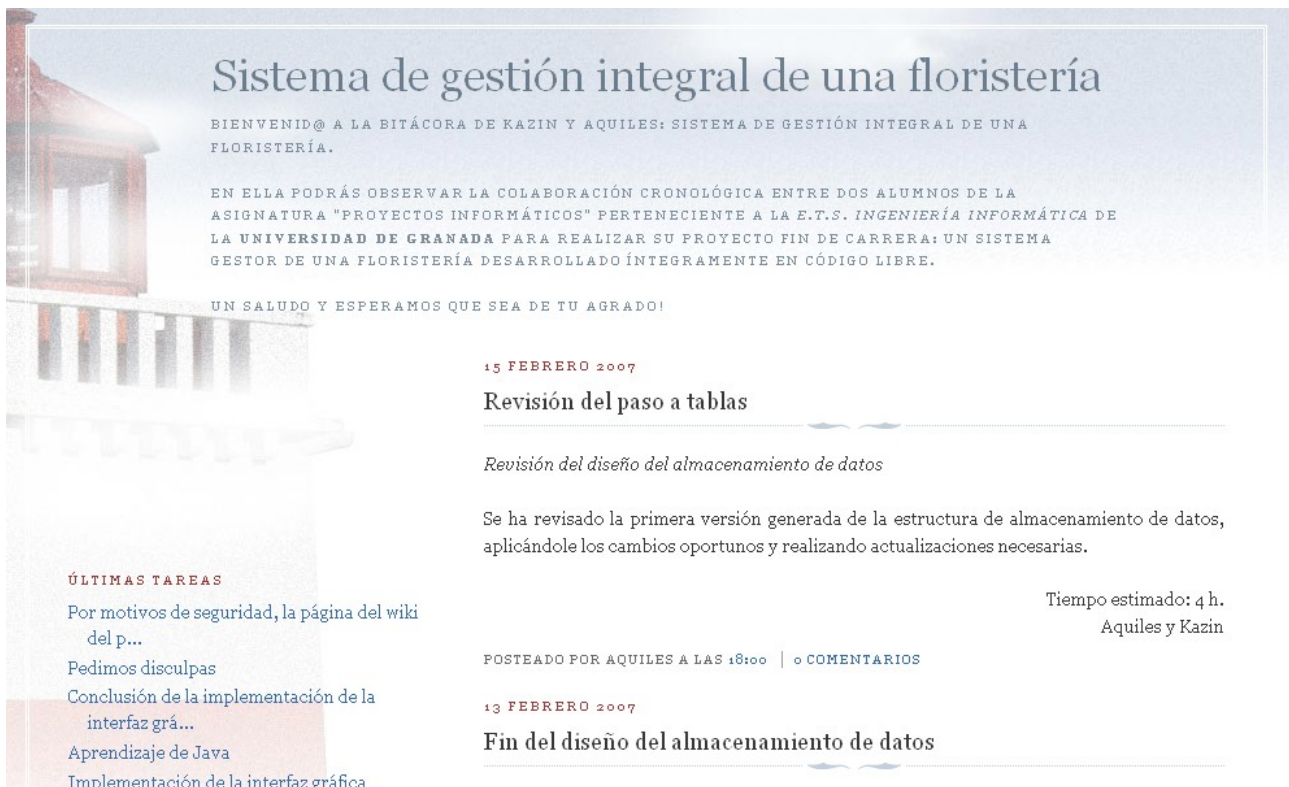 Sistema de gestión integral de una floristería
BIENVENID@ A LA BITÁCORA DE KAZIN Y AQUILES: SISTEMA DE GESTIÓN INTEGRAL DE UNA
FLORISTERÍA.
EN ELLA PODRÁS OBSERVAR LA COLABORACIÓN CRONOLÓGICA ENTRE DOS ALUMNOS DE LA
ASIGNATURA "PROYECTOS INFORMÁTICOS" PERTENECIENTE A LA E.T.S. INGENIERÍA INFORMÁTICA DE
LA UNIVERSIDAD DE GRANADA PARA REALIZAR SU PROYECTO FIN DE CARRERA: UN SISTEMA
GESTOR DE UNA FLORISTERÍA DESARROLLADO ÍNTEGRAMENTE EN CÓDIGO LIBRE.
UN SALUDO Y ESPERAMOS QUE SEA DE TU AGRADO!
15 FEBRERO 2007
Revisión del paso a tablas
Revisión del diseño del almacenamiento de datos
Se ha revisado la primera versión generada de la estructura de almacenamiento de datos,
aplicándole los cambios oportunos y realizando actualizaciones necesarias.
Tiempo estimado: 4 h.
Aquiles y Kazin
POSTEADO POR AQUILES A LAS 18:00 | 0 COMENTARIOS
13 FEBRERO 2007
Fin del diseño del almacenamiento de datos
ÚLTIMAS TAREAS
Por motivos de seguridad, la página del wiki
del p...
Pedimos disculpas
Conclusión de la implementación de la
interfaz grá...
Aprendizaje de Java
Implementación de la interfaz gráfica